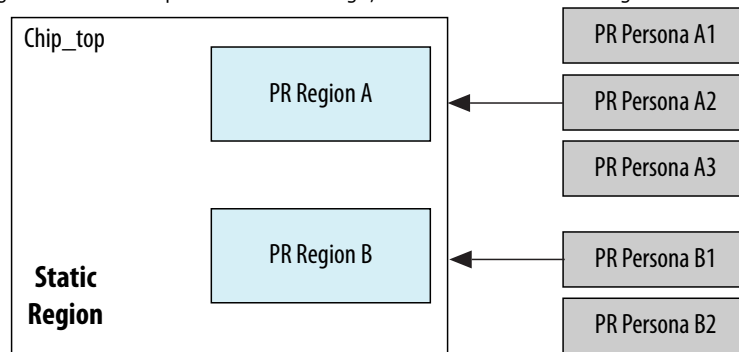 Chip_top
PR Region A
PR Region B
Static
Region
PR Persona A1
PR Persona A2
PR Persona A3
PR Persona B1
PR Persona B2